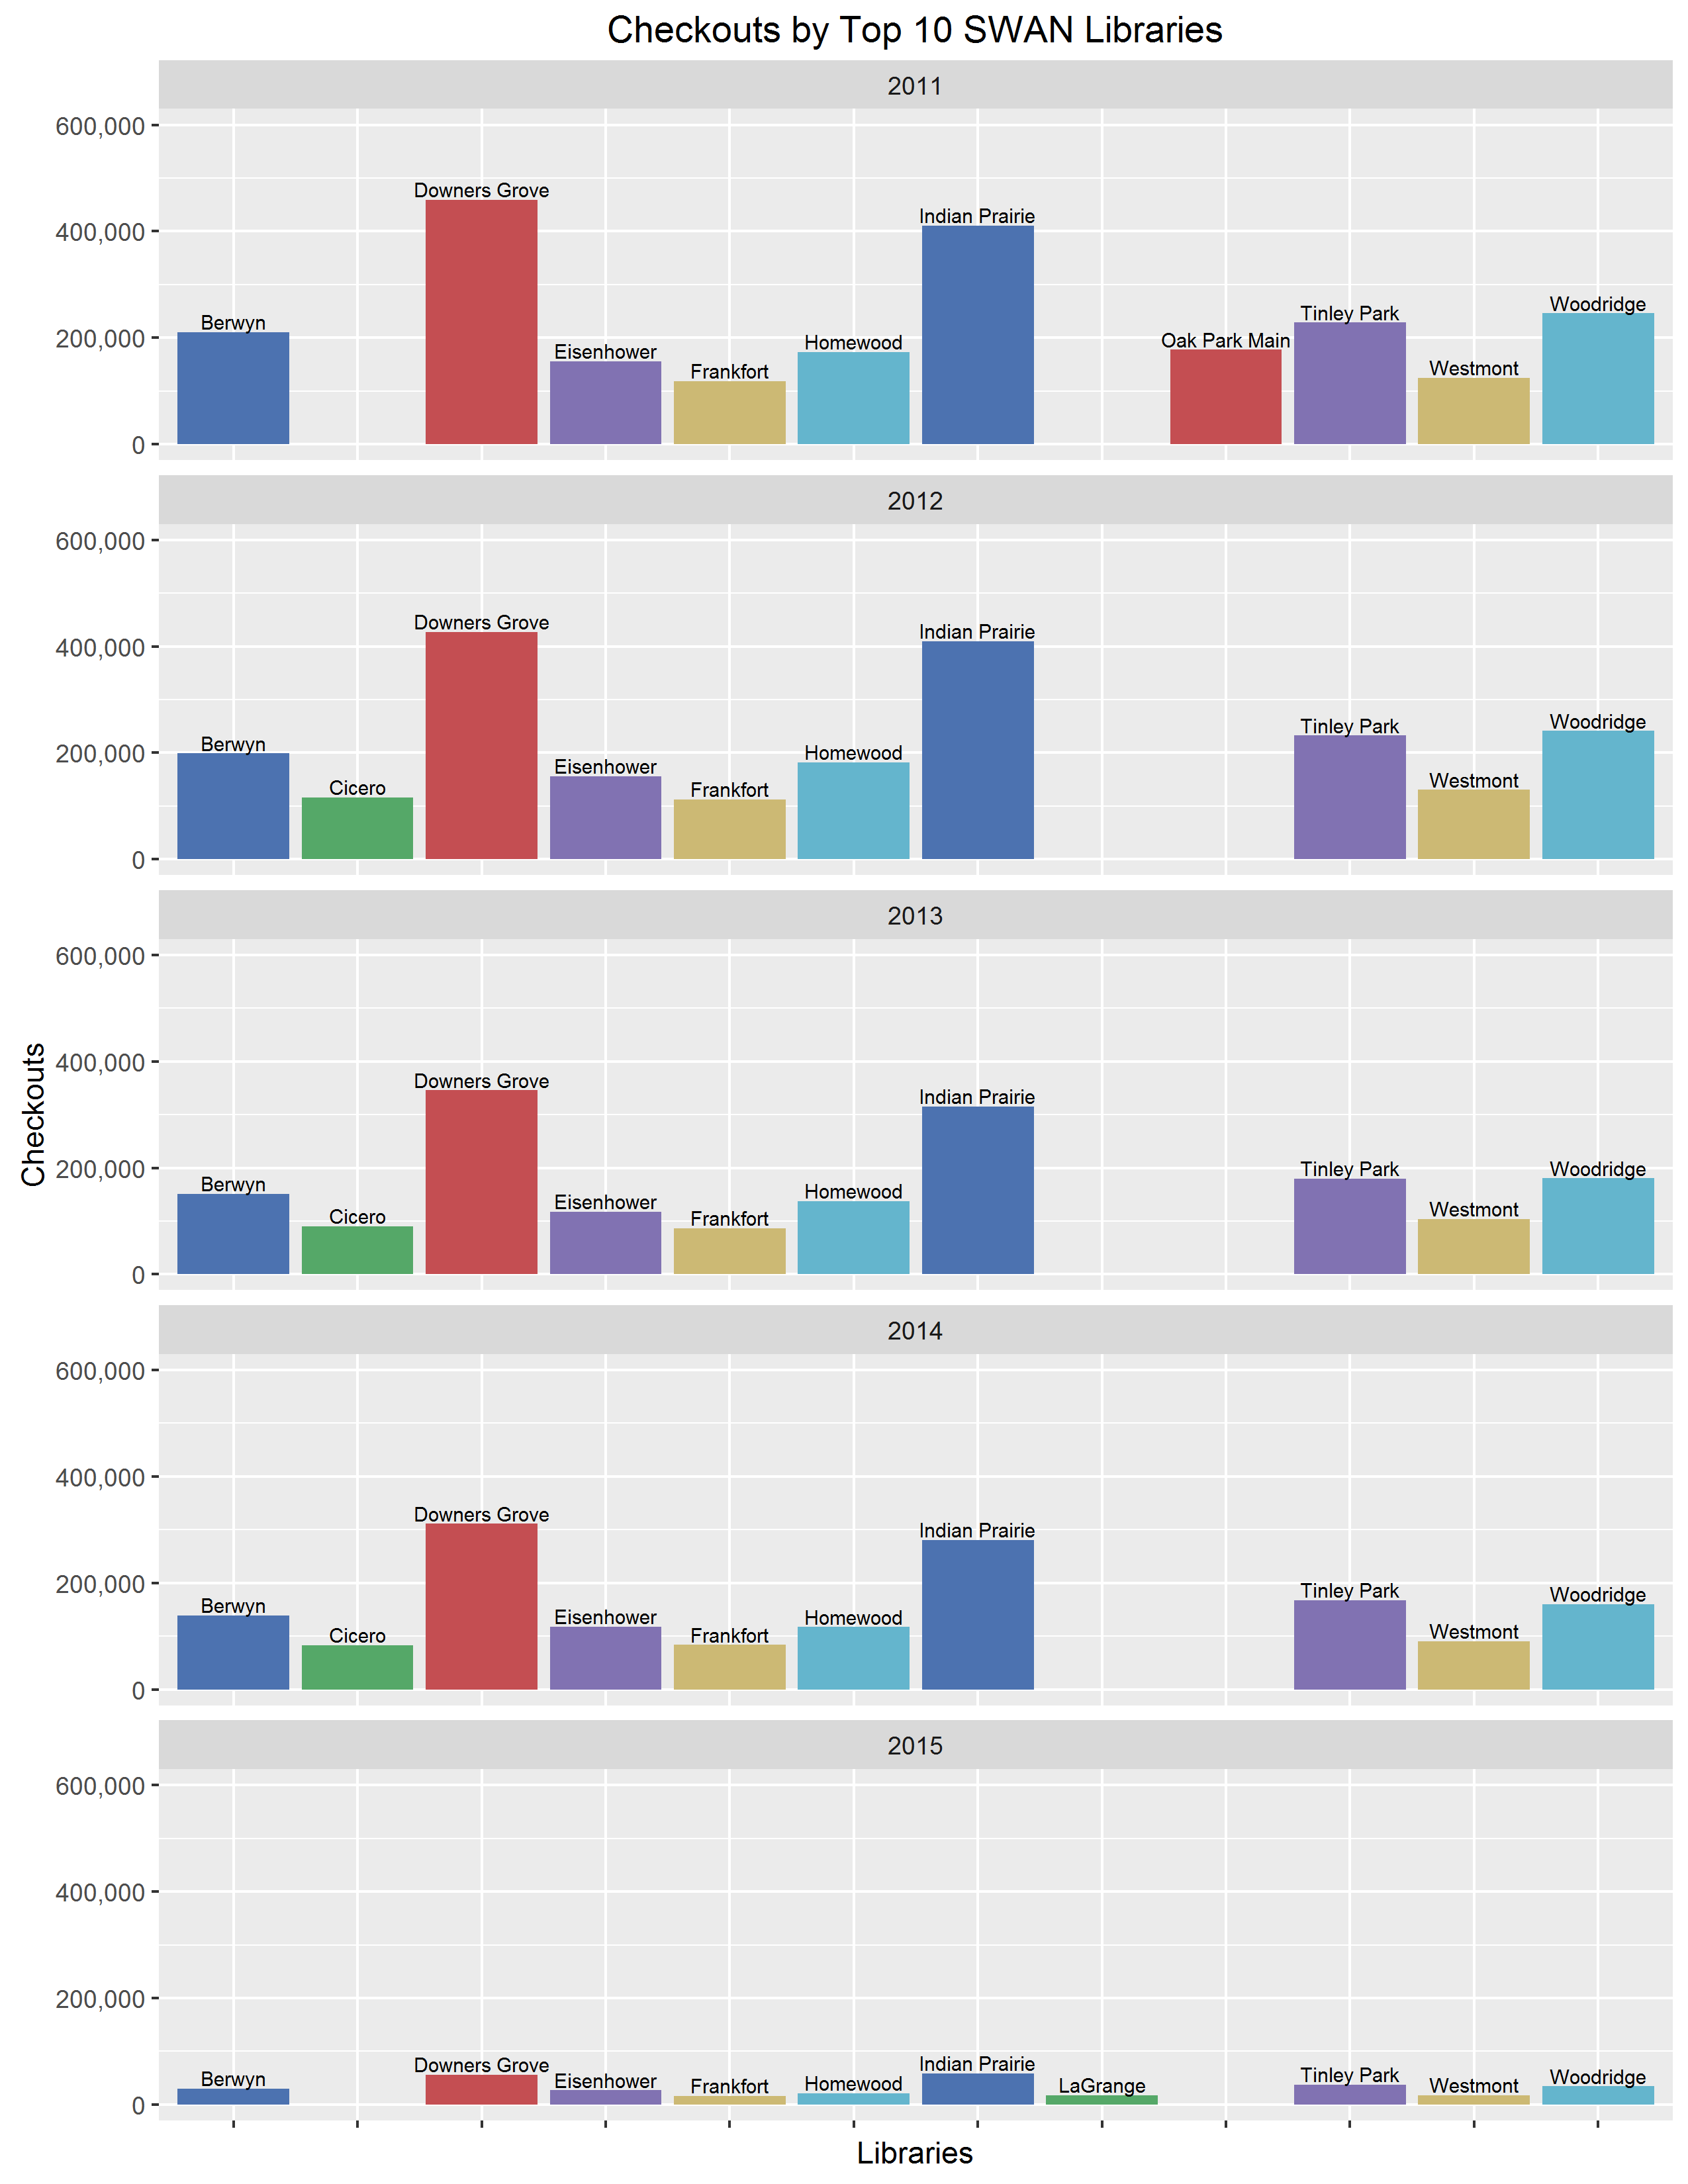 Checkouts by Top 10 SWAN Libraries
2011
600,000
400,000
200,000
0
Berwyn
Downers Grove
Eisenhower
Frankfort
Homewood
Indian Prairie
Oak Park Main
Tinley Park
Westmont
Woodridge
2012
600,000
400,000
200,000
0
Berwyn
Cicero
Downers Grove
Eisenhower
Frankfort
Homewood
Indian Prairie
Tinley Park
Westmont
Woodridge
2013
600,000
400,000
200,000
0
Berwyn
Cicero
Downers Grove
Eisenhower
Frankfort
Homewood
Indian Prairie
Tinley Park
Westmont
Woodridge
2014
600,000
400,000
200,000
0
Berwyn
Cicero
Downers Grove
Eisenhower
Frankfort
Homewood
Indian Prairie
Tinley Park
Westmont
Woodridge
2015
600,000
400,000
200,000
0
Berwyn
Downers Grove
Eisenhower
Frankfort
Homewood
Indian Prairie
LaGrange
Tinley Park
Westmont
Woodridge
Checkouts
Libraries